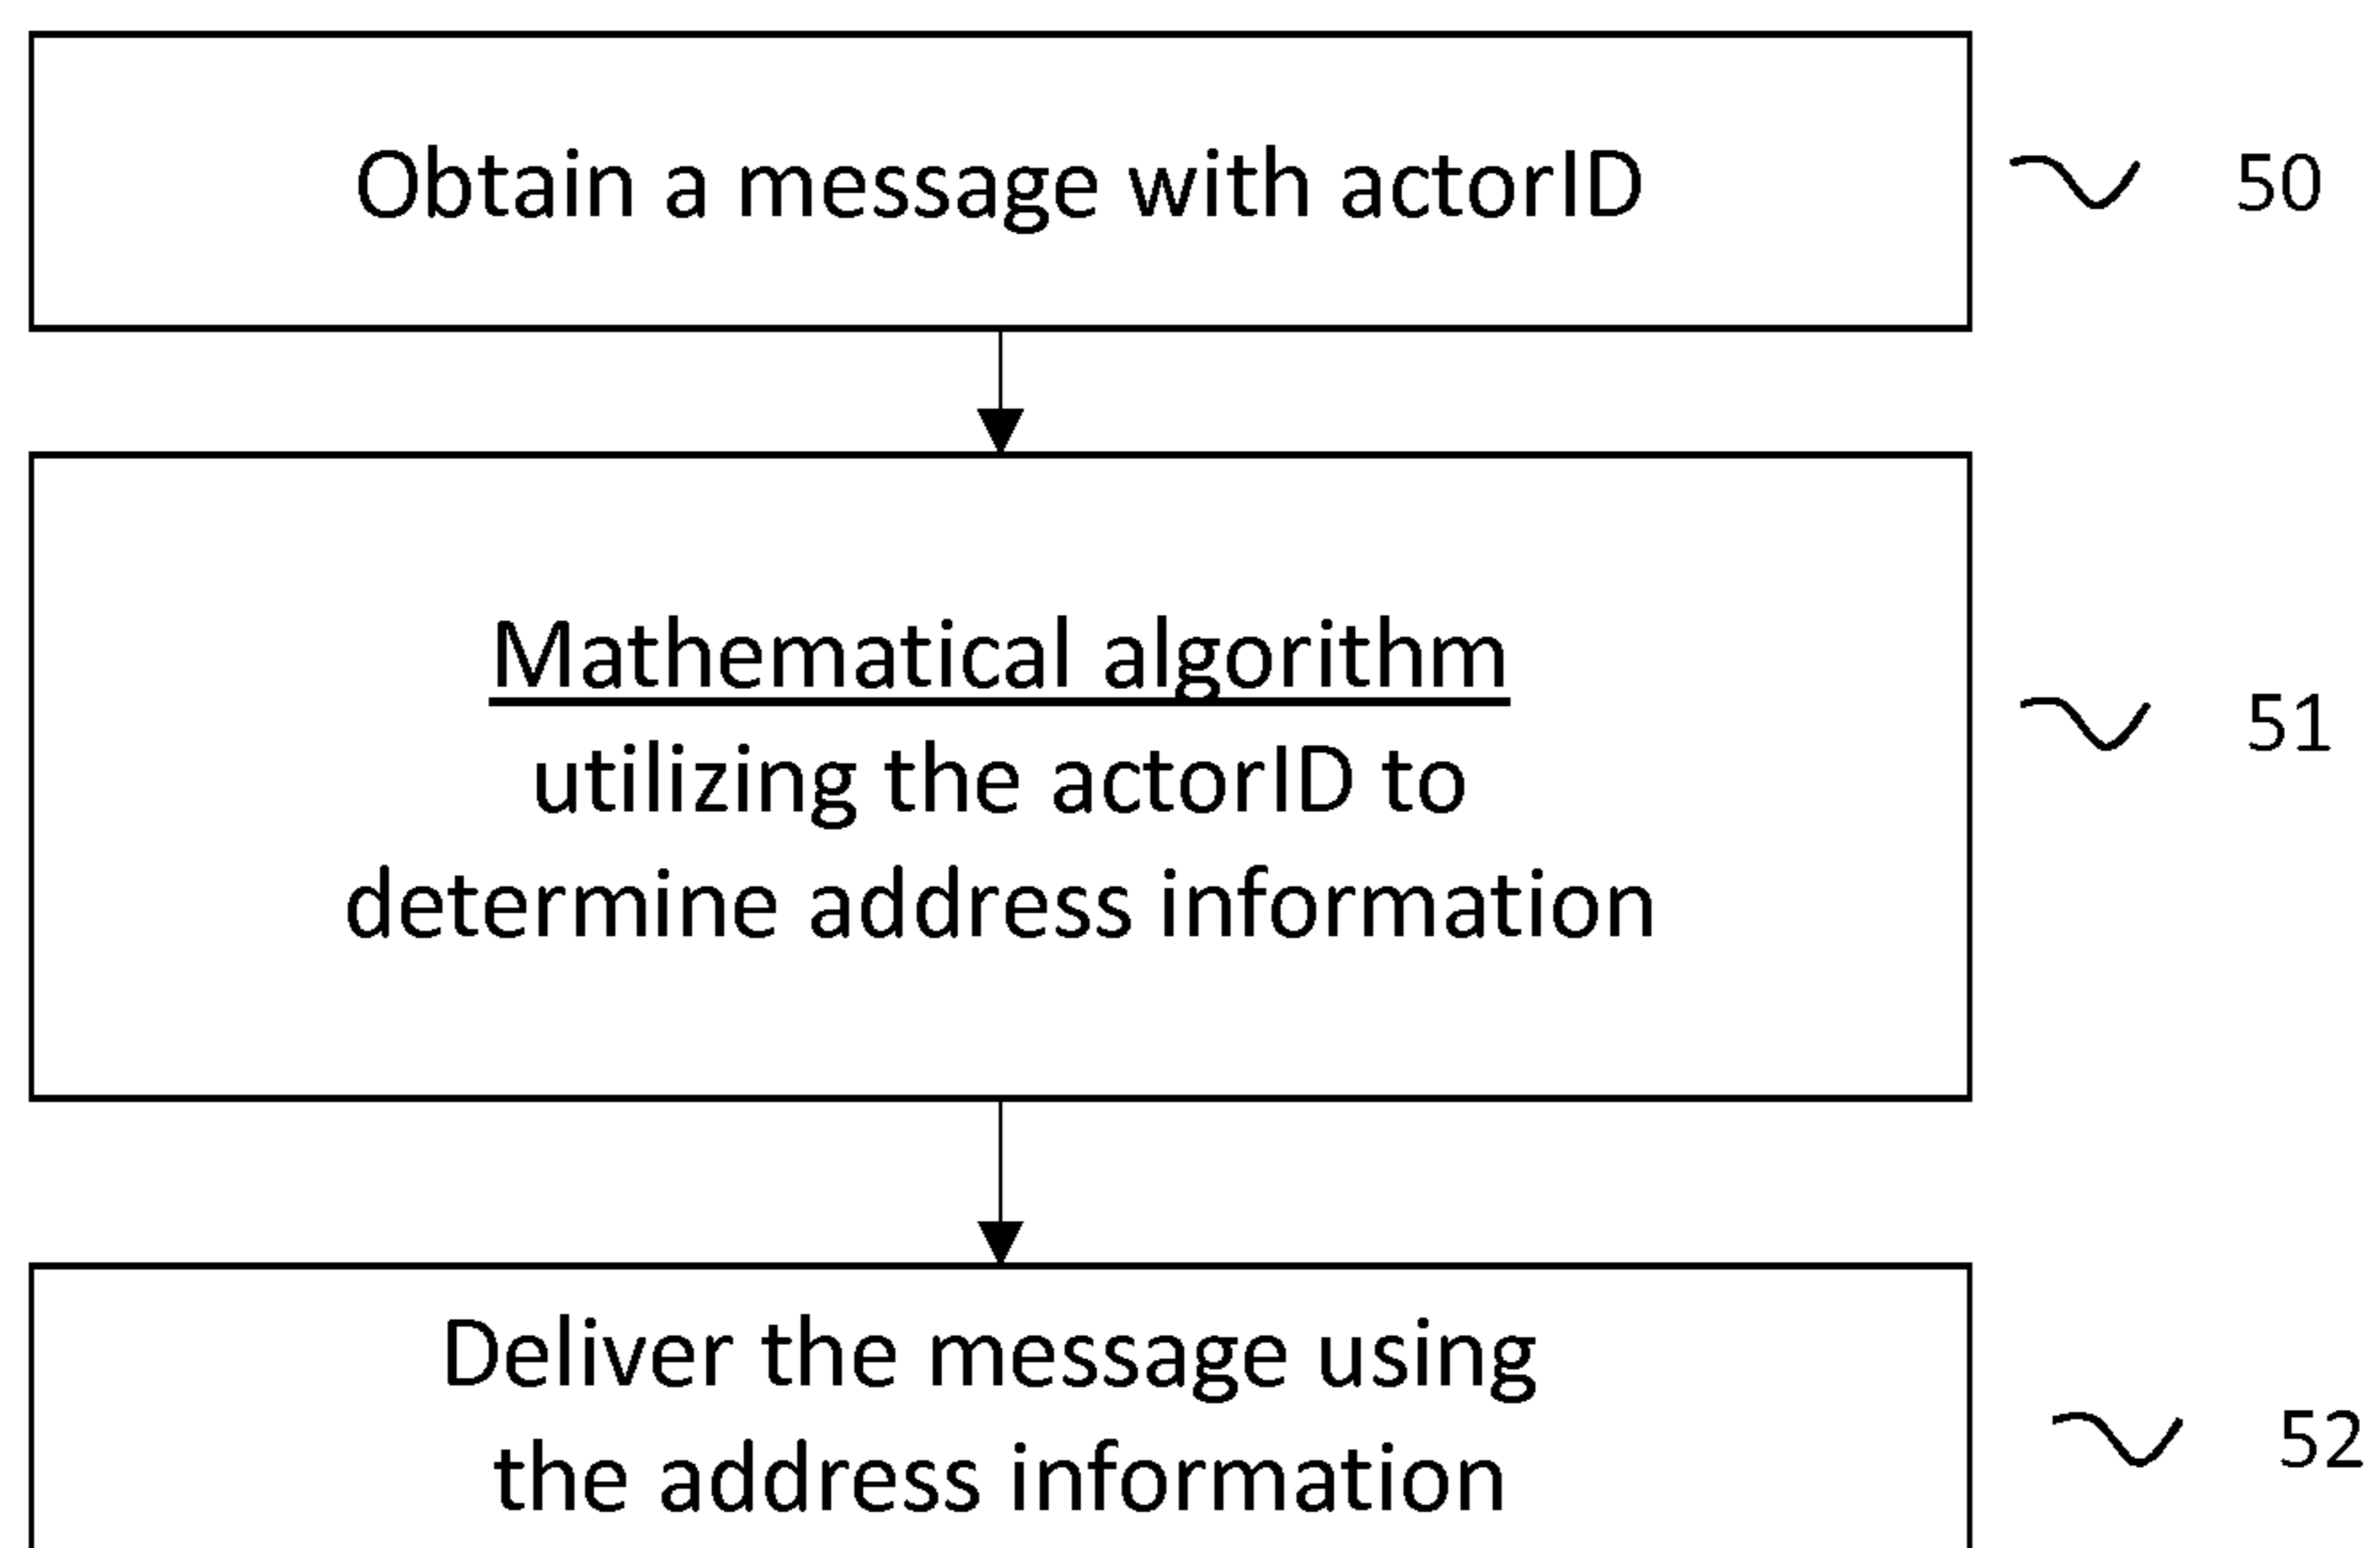 Obtain a message with actorID
50
Mathematical algorithm
utilizing the actorID to
determine address information
51
Deliver the message using
the address information
52